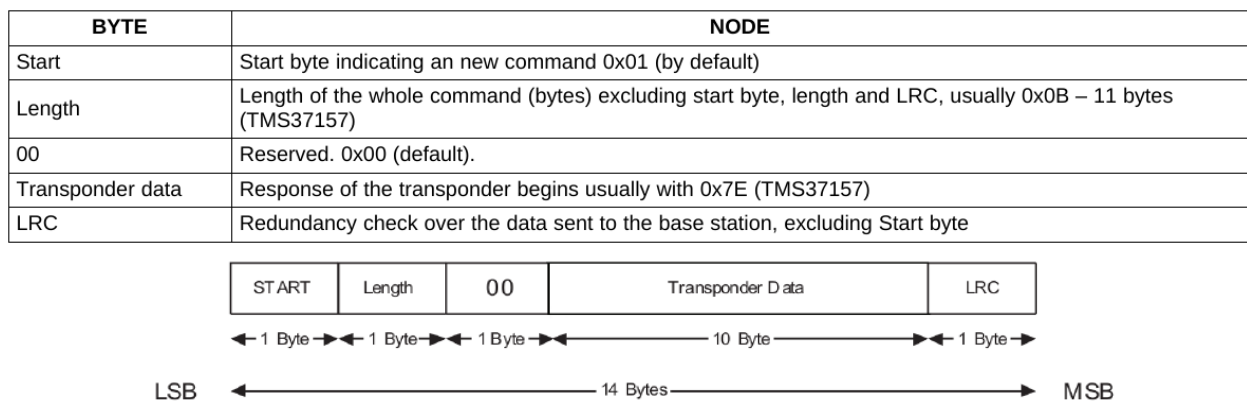 BYTE NODE
Start Start byte indicating an new command 0x01 (by default)
Length Length of the whole command (bytes) excluding start byte, length and LRC, usually 0x0B – 11 bytes
(TMS37157)
00 Reserved. 0x00 (default).
Transponder data Response of the transponder begins usually with 0x7E (TMS37157)
LRC Redundancy check over the data sent to the base station, excluding Start byte
START Length 00 Transponder Data LRC
1 Byte 1 Byte 1 Byte 10 Byte 1 Byte
LSB 14 Bytes MSB